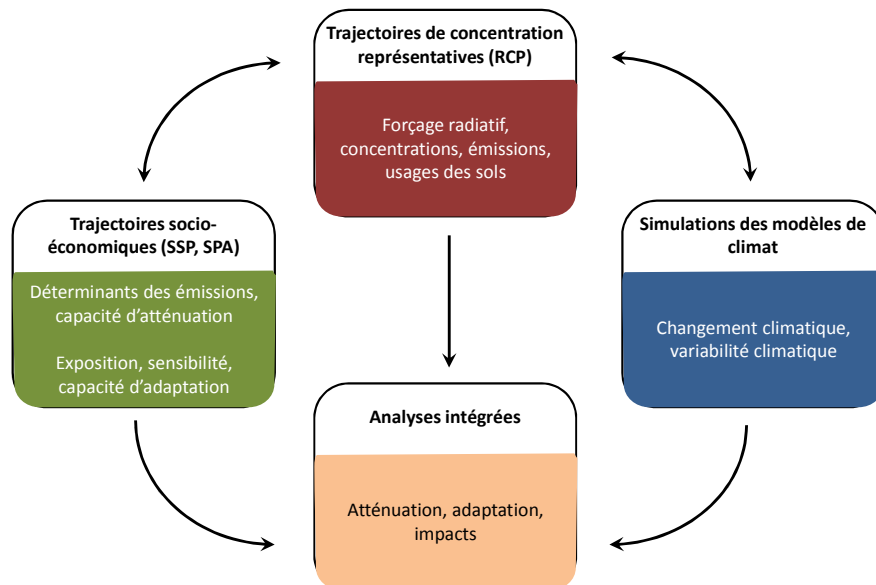 Trajectoires de concentration
représentatives (RCP)
Forçage radiatif,
concentrations, émissions,
usages des sols
Trajectoires socio-
économiques (SSP, SPA)
Déterminants des émissions,
capacité d'atténuation
Exposition, sensibilité,
capacité d'adaptation
Simulations des modèles de
climat
Changement climatique,
variabilité climatique
Analyses intégrées
Atténuation, adaptation,
impacts